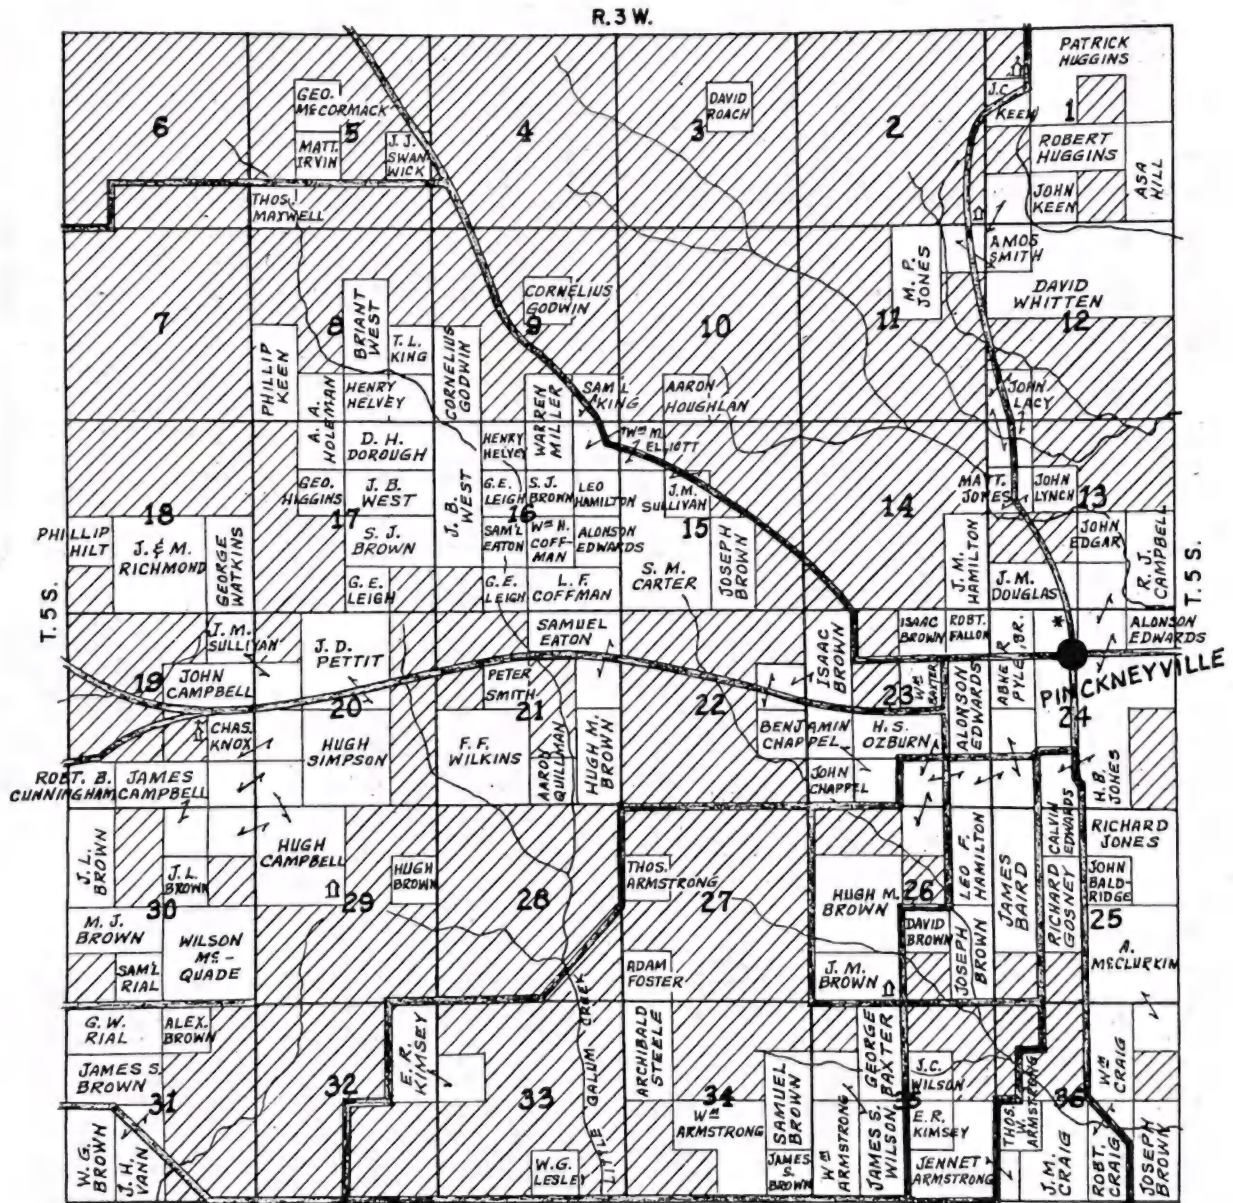 R. 3 W.
PATRICK
HUGGINS
6
GEO.
McCORMACK
5
MATT.
IRVIN
J. J.
SWAN
WICK
4
3
DAVID
ROACH
2
J.C.
KEEN
1
ROBERT
HUGGINS
JOHN
KEEN
ASA
HILL
THOS.
MAXWELL
AMOS
SMITH
M. P.
JONES
DAVID
WHITTEN
7
8
BRIANT
WEST
CORNELIUS
GODWIN
9
10
11
12
PHILLIP
KEEN
T. L.
KING
CORNELIUS
GODWIN
A.
HOLEMAN
HENRY
HELVEY
WARREN
MILLER
SAM'L
KING
AARON
HOUGHLAN
JOHN
LACY
D. H.
DOROUGH
HENRY
HELVEY
Wm M.
ELLIOTT
GEO.
HIGGINS
J. B.
WEST
J. B.
WEST
G.E.
LEIGH
S.J.
BROWN
LEO
HAMILTON
J.M.
SULLIVAN
MATT.
JONES
JOHN
LYNCH
13
18
17
16
15
14
PHILLIP
HILT
J. & M.
RICHMOND
GEORGE
WATKINS
S. J.
BROWN
SAM'L
EATON
Wm H.
COFF-
MAN
ALONSON
EDWARDS
S. M.
CARTER
JOSEPH
BROWN
J. M.
HAMILTON
JOHN
EDGAR
R. J.
CAMPBELL
G. E.
LEIGH
G. E.
LEIGH
L. F.
COFFMAN
J. M.
DOUGLAS
T. 5 S.
T. 5 S.
J. M.
SULLIVAN
J. D.
PETTIT
SAMUEL
EATON
ISAAC
BROWN
ISAAC
BROWN
ROBT.
FALLON
ABNER
PYLE, SR.
*
ALONSON
EDWARDS
PINCKNEYVILLE
19
JOHN
CAMPBELL
20
PETER
SMITH
21
22
23
Wm
BAXTER
ALONSON
EDWARDS
24
CHAS.
KNOX
HUGH
SIMPSON
F. F.
WILKINS
AARON
QUILLMAN
HUGH M.
BROWN
BENJAMIN
CHAPPEL
H. S.
OZBURN
ROBT. B.
CUNNINGHAM
JAMES
CAMPBELL
JOHN
CHAPPEL
H. B.
JONES
J. L.
BROWN
HUGH
CAMPBELL
LEO F.
HAMILTON
JAMES
BAIRD
CALVIN
EDWARDS
RICHARD
GOSNEY
RICHARD
JONES
J. L.
BROWN
HUGH
BROWN
THOS.
ARMSTRONG
HUGH M.
BROWN
26
JOHN
BALD-
RIDGE
30
29
28
27
25
M. J.
BROWN
WILSON
Mc-
QUADE
DAVID
BROWN
JOSEPH
BROWN
A.
McCLURKIN
SAM'L
RIAL
ADAM
FOSTER
J. M.
BROWN
G. W.
RIAL
ALEX.
BROWN
E. R.
KIMSEY
LITTLE GALUM CREEK
ARCHIBALD
STEELE
GEORGE
BAXTER
Wm
CRAIG
JAMES S.
BROWN
SAMUEL
BROWN
J.C.
WILSON
31
32
33
34
35
36
W. G.
BROWN
J. H.
VANN
Wm
ARMSTRONG
Wm
ARMSTRONG
JAMES S.
WILSON
E. R.
KIMSEY
THOS.
W.
ARMSTRONG
J.M.
CRAIG
ROBT.
CRAIG
JOSEPH
BROWN
W. G.
LESLEY
JAMES
S.
BROWN
JENNET
ARMSTRONG